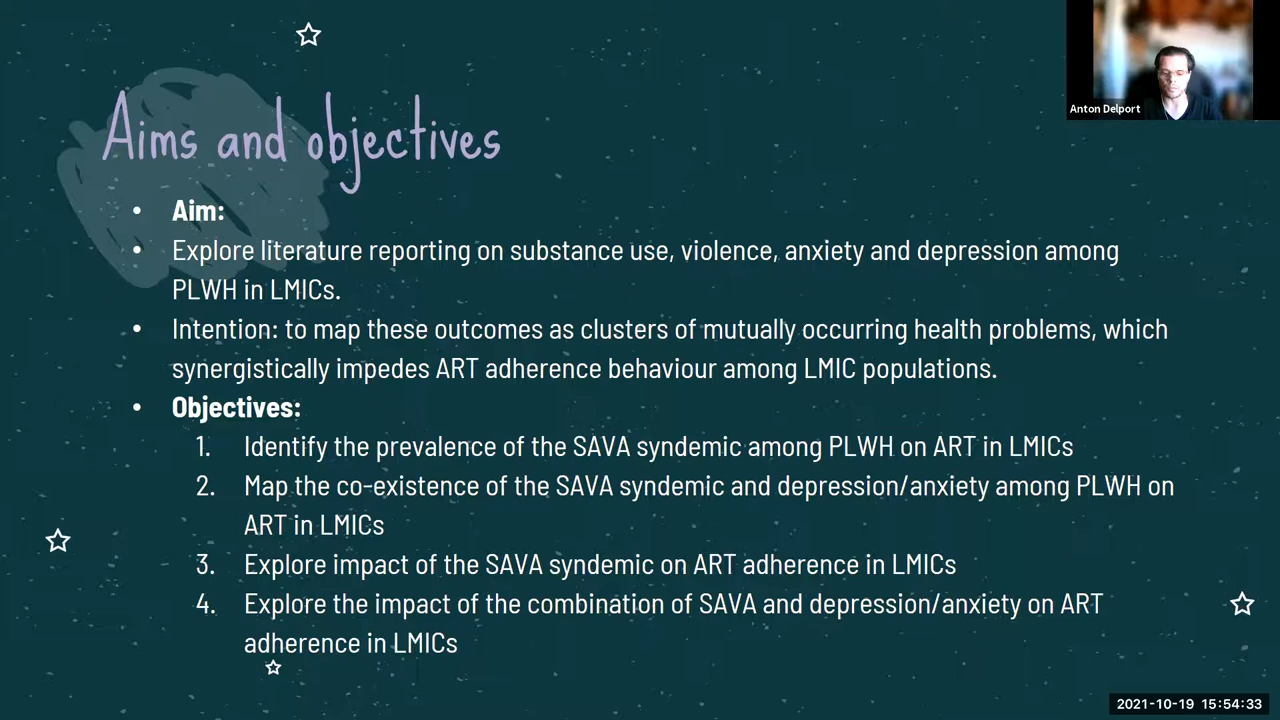 Aims and objectives
Anton Delport
• Aim:
• Explore literature reporting on substance use, violence, anxiety and depression among
PLWH in LMICs.
• Intention: to map these outcomes as clusters of mutually occurring health problems, which
synergistically impedes ART adherence behaviour among LMIC populations.
• Objectives:
1. Identify the prevalence of the SAVA syndemic among PLWH on ART in LMICs
2. Map the co-existence of the SAVA syndemic and depression/anxiety among PLWH on
ART in LMICs
3. Explore impact of the SAVA syndemic on ART adherence in LMICs
4. Explore the impact of the combination of SAVA and depression/anxiety on ART
adherence in LMICs
2021-10-19 15:54:33